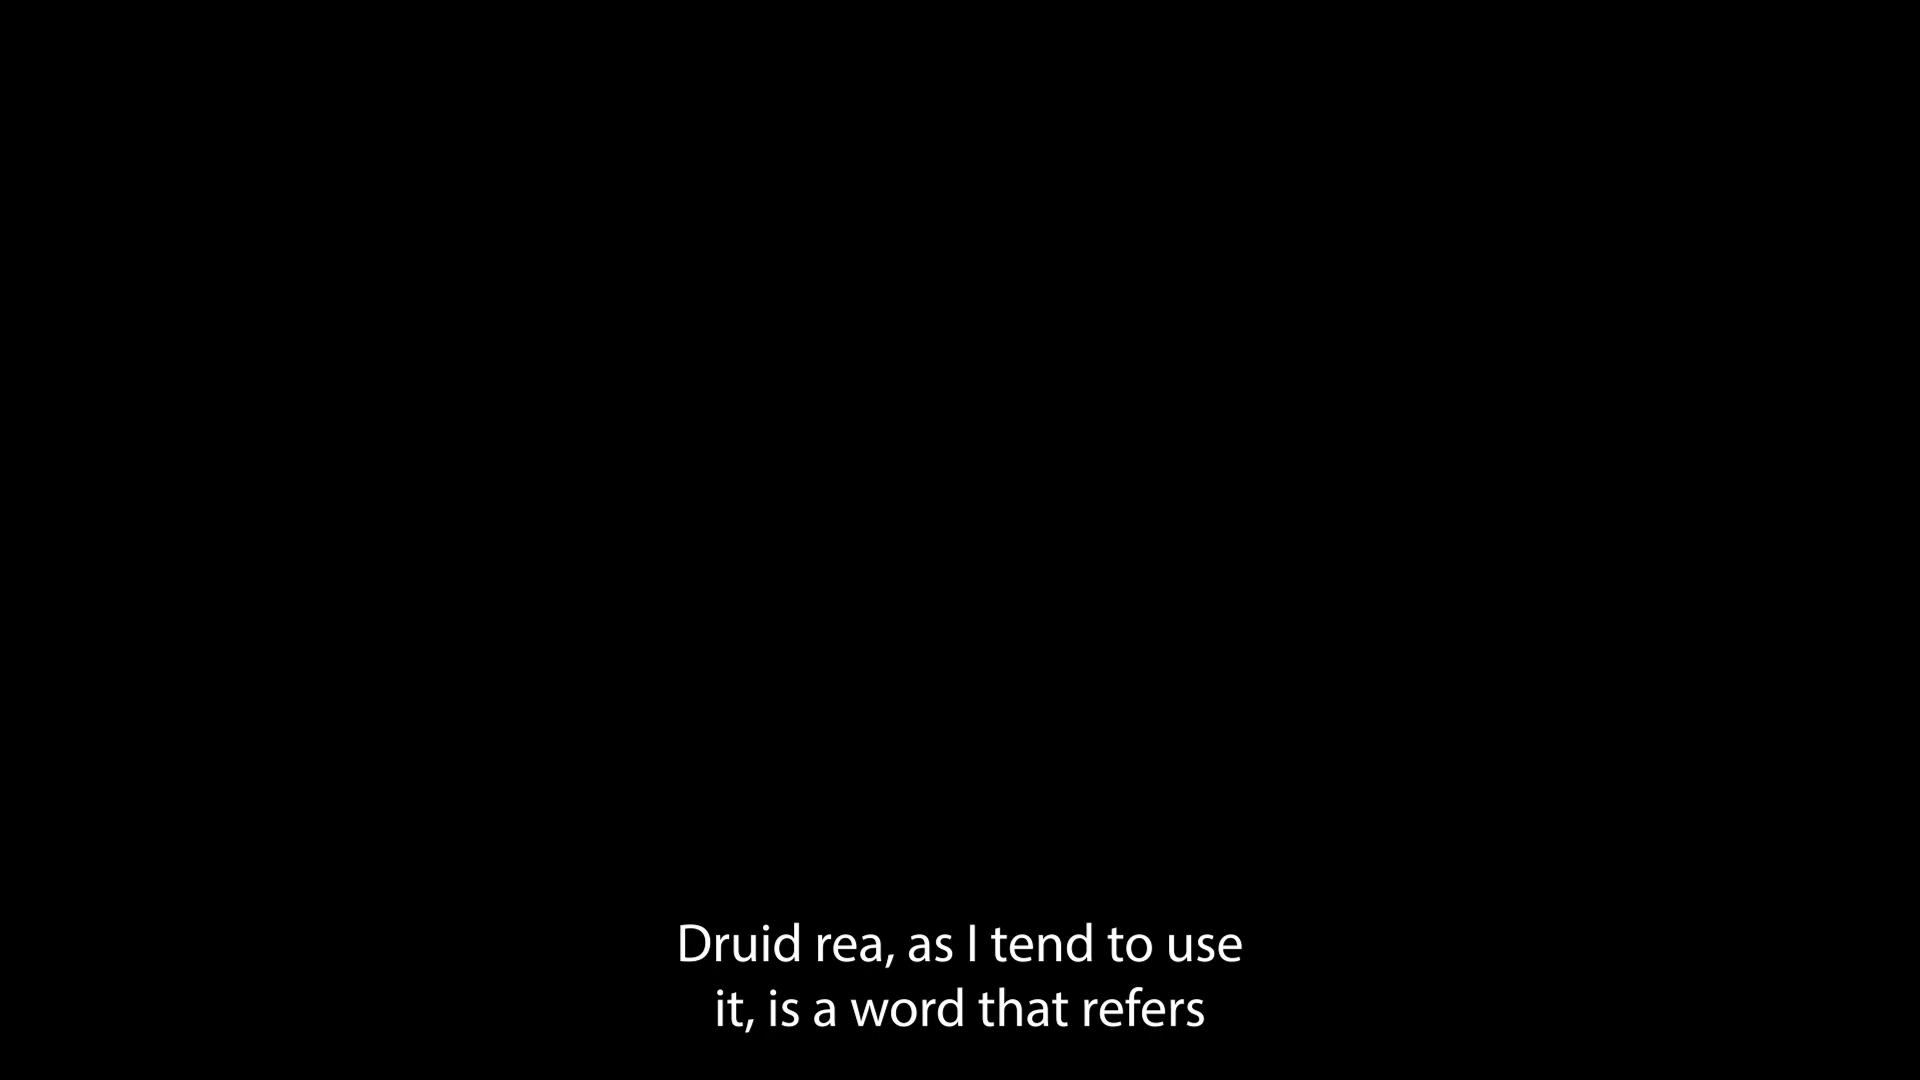 Druid rea, as I tend to use
it, is a word that refers